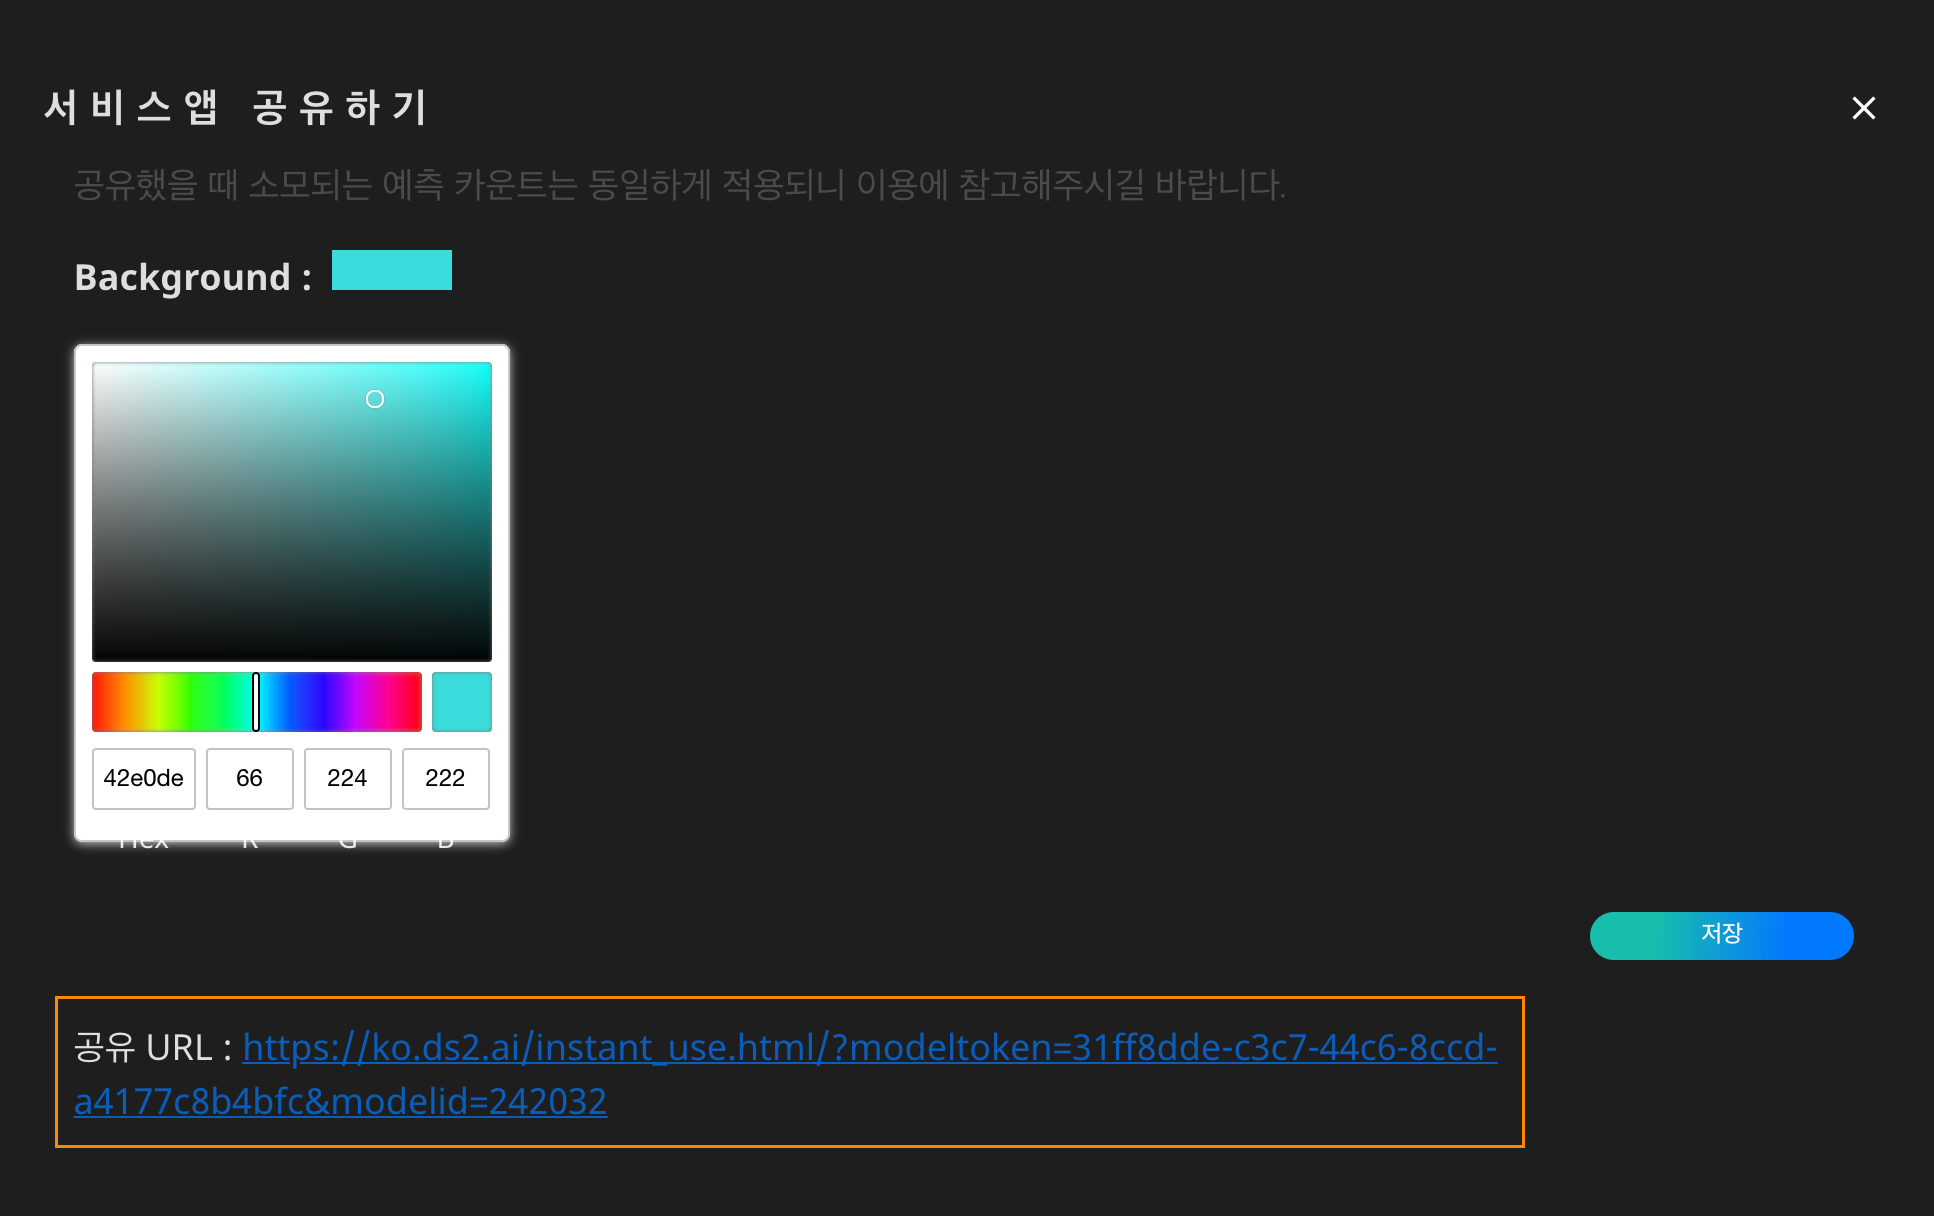 서비스앱 공유하기
공유했을 때 소모되는 예측 카운트는 동일하게 적용되니 이용에 참고해주시길 바랍니다.
Background :
42e0de 66 224 222
Hex R G B
저장
공유 URL : https://ko.ds2.ai/instant_use.html/?modeltoken=31ff8dde-c3c7-44c6-8ccd-
a4177c8b4bfc&modelid=242032